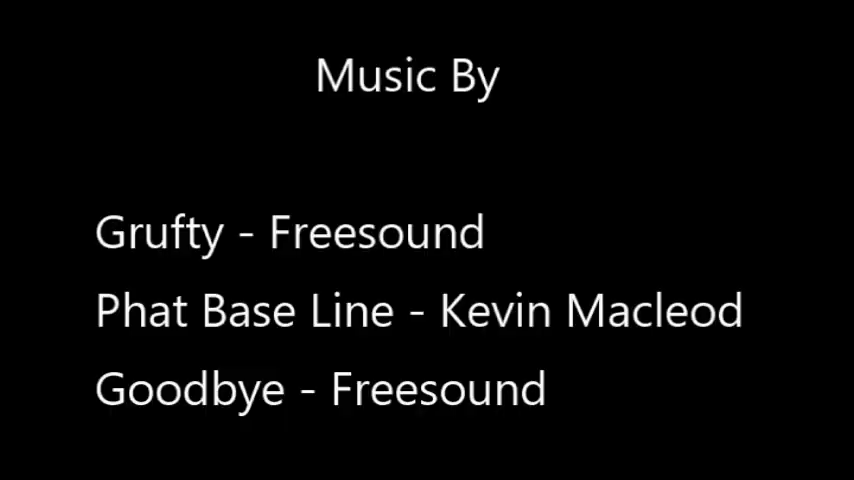 Music By
Grufty - Freesound
Phat Base Line - Kevin Macleod
Goodbye - Freesound